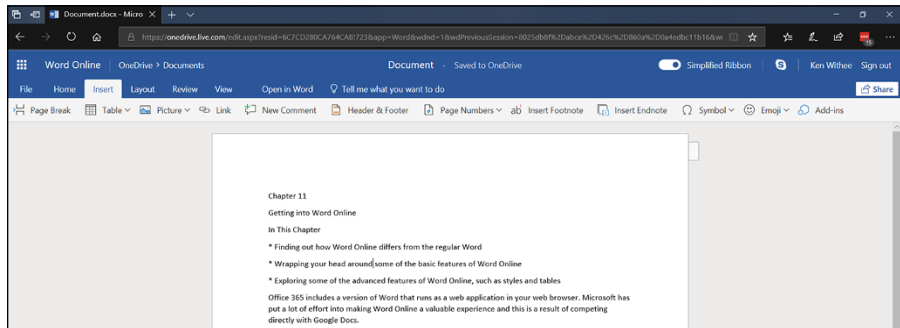 Document.docx - Micro
https://onedrive.live.com/edit.aspx?resid=6C7CD280CA764CAB!723&app=Word&wdnd=1&wdPreviousSession=8025db8f%2Dabce%2D426c%2D860a%2D0a4edbc11b16&
15
Word Online OneDrive > Documents Document - Saved to OneDrive Simplified Ribbon Ken Withee Sign out
File Home Insert Layout Review View Open in Word Tell me what you want to do Share
Page Break Table Picture Link New Comment Header & Footer Page Numbers ab Insert Footnote Insert Endnote Symbol Emoji Add-ins
Chapter 11
Getting into Word Online
In This Chapter
* Finding out how Word Online differs from the regular Word
* Wrapping your head around some of the basic features of Word Online
* Exploring some of the advanced features of Word Online, such as styles and tables
Office 365 includes a version of Word that runs as a web application in your web browser. Microsoft has
put a lot of effort into making Word Online a valuable experience and this is a result of competing
directly with Google Docs.